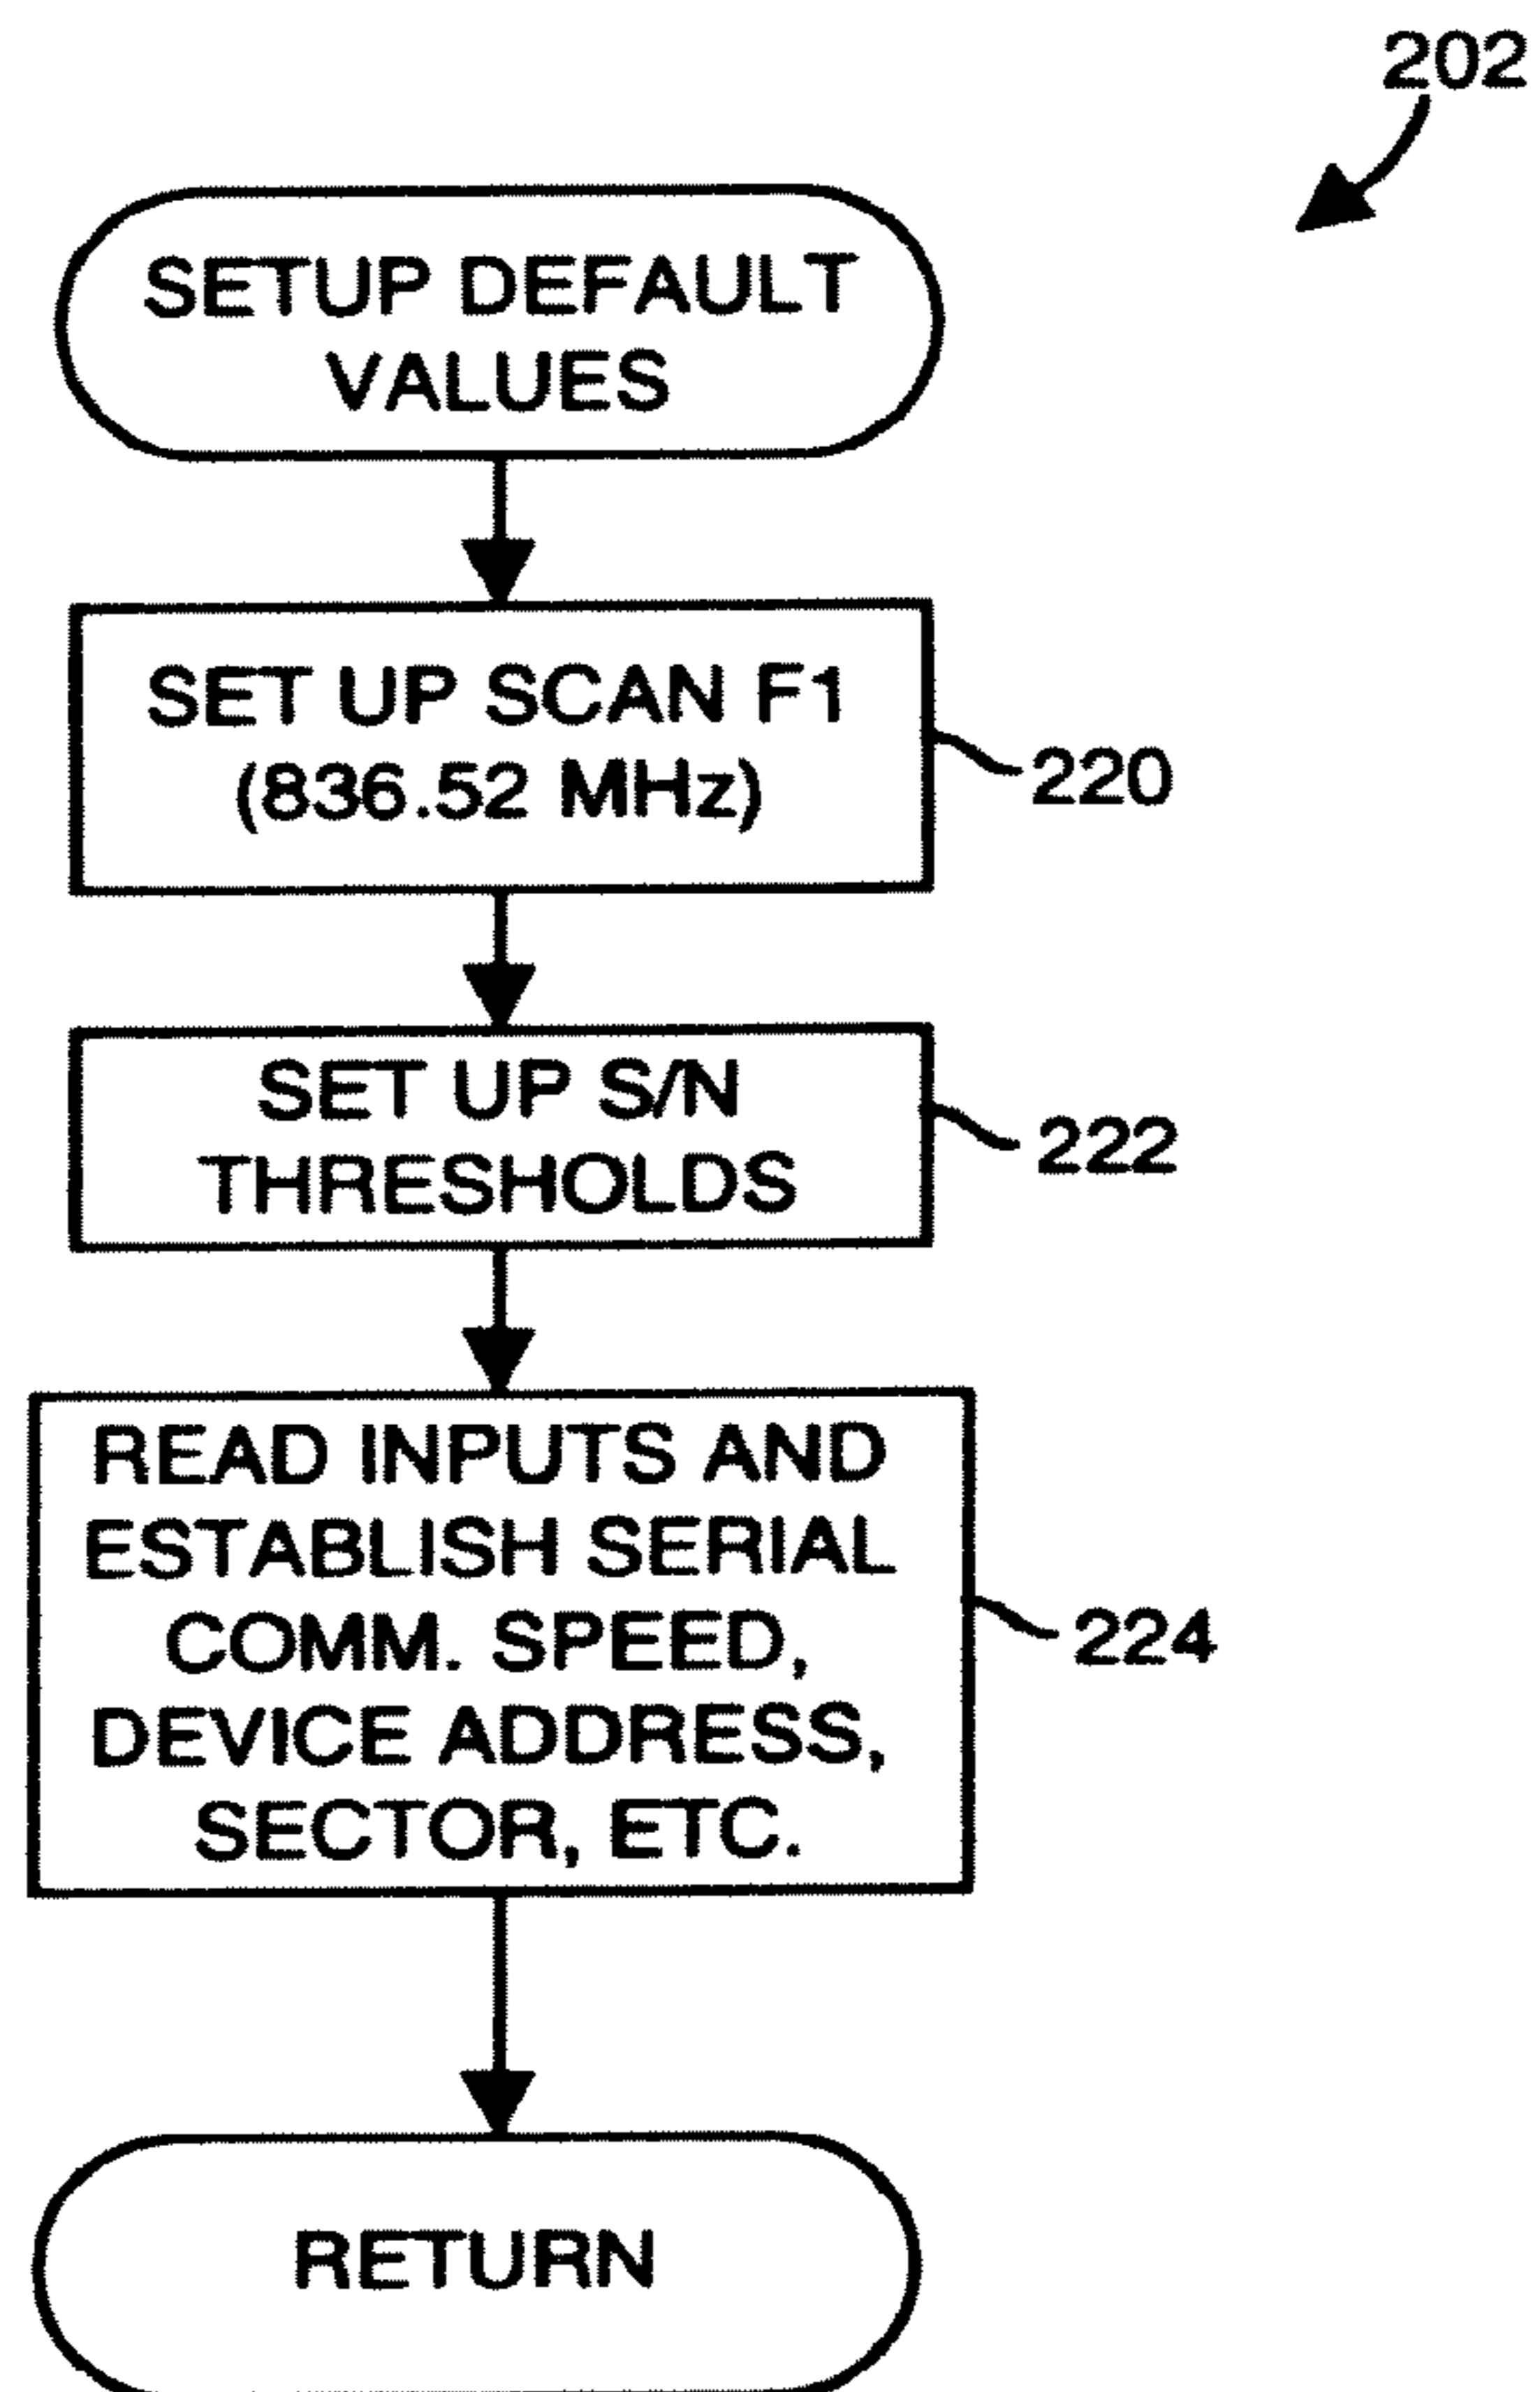 202
SETUP DEFAULT
VALUES
SET UP SCAN F1
(836.52 MHz)
220
SET UP S/N
THRESHOLDS
222
READ INPUTS AND
ESTABLISH SERIAL
COMM. SPEED,
DEVICE ADDRESS,
SECTOR, ETC.
224
RETURN